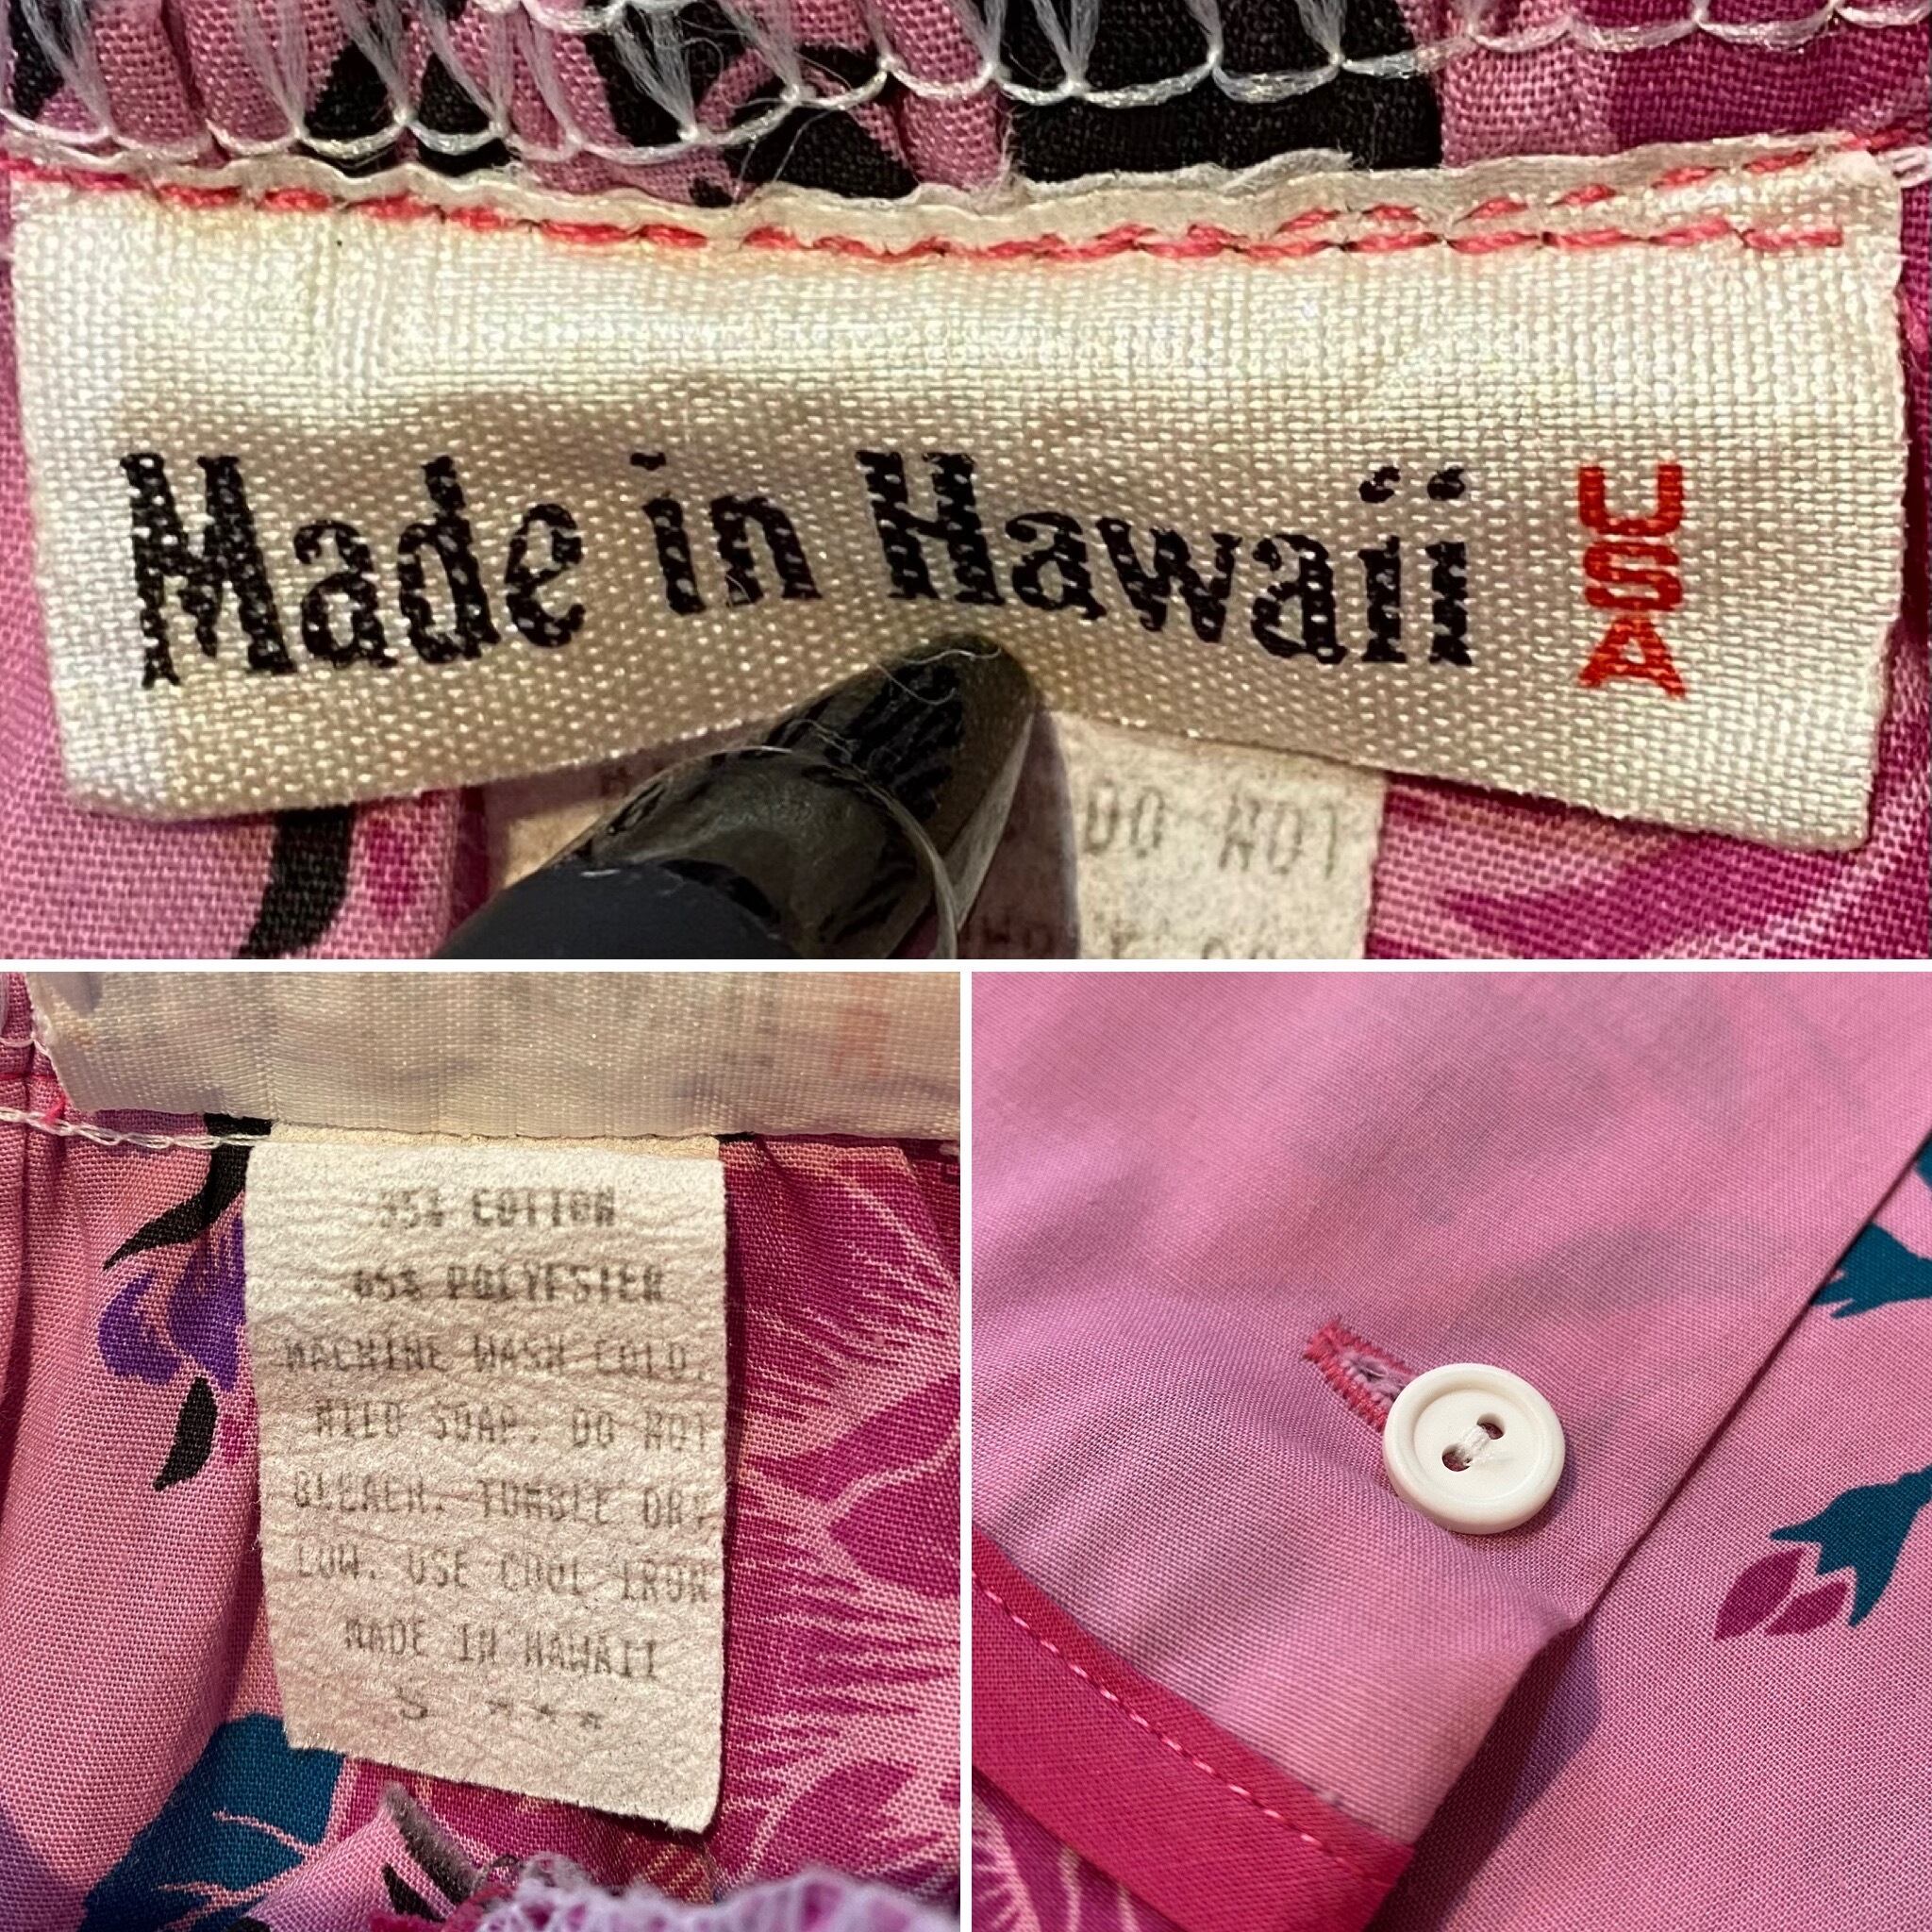 Made in Hawaii USA
DO NOT
35% COTTON
65% POLYESTER
MACHINE WASH COLD.
MILD SOAP. DO NOT
BLEACH. TUMBLE DRY
LOW. USE COOL IRON
MADE IN HAWAII
S ***